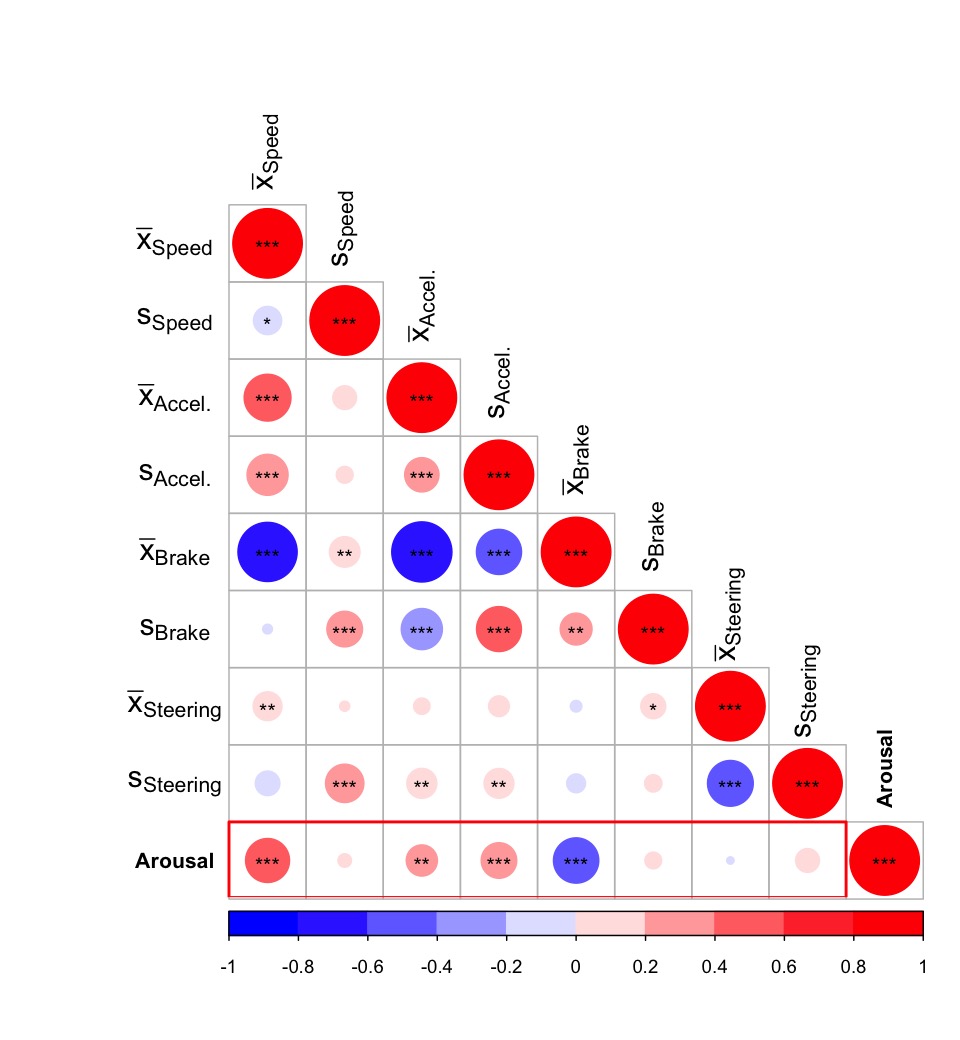 x̄Speed
sSpeed
x̄Accel.
sAccel.
x̄Brake
sBrake
x̄Steering
sSteering
Arousal
x̄Speed ***
sSpeed * ***
x̄Accel. *** ***
sAccel. *** *** ***
x̄Brake *** ** *** *** ***
sBrake *** *** *** ** ***
x̄Steering ** * ***
sSteering *** ** ** *** ***
Arousal *** ** *** *** ***
-1 -0.8 -0.6 -0.4 -0.2 0 0.2 0.4 0.6 0.8 1